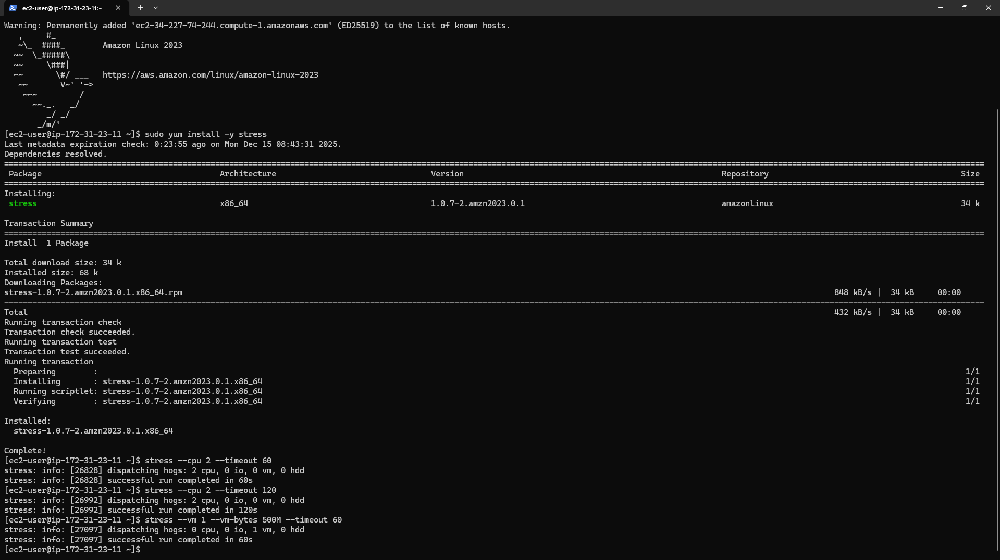 ec2-user@ip-172-31-23-11:~
Warning: Permanently added 'ec2-34-227-74-244.compute-1.amazonaws.com' (ED25519) to the list of known hosts.
   ,     #_
   ~\_  ####_        Amazon Linux 2023
  ~~  \_#####\
  ~~     \###|
  ~~       \#/ ___   https://aws.amazon.com/linux/amazon-linux-2023
   ~~       V~' '->
    ~~~         /
      ~~._.   _/
         _/ _/
       _/m/'
[ec2-user@ip-172-31-23-11 ~]$ sudo yum install -y stress
Last metadata expiration check: 0:23:55 ago on Mon Dec 15 08:43:31 2025.
Dependencies resolved.
Package Architecture Version Repository Size
Installing:
stress x86_64 1.0.7-2.amzn2023.0.1 amazonlinux 34 k
Transaction Summary
Install  1 Package
Total download size: 34 k
Installed size: 68 k
Downloading Packages:
stress-1.0.7-2.amzn2023.0.1.x86_64.rpm 848 kB/s |  34 kB     00:00
Total 432 kB/s |  34 kB     00:00
Running transaction check
Transaction check succeeded.
Running transaction test
Transaction test succeeded.
Running transaction
  Preparing        : 1/1
  Installing       : stress-1.0.7-2.amzn2023.0.1.x86_64 1/1
  Running scriptlet: stress-1.0.7-2.amzn2023.0.1.x86_64 1/1
  Verifying        : stress-1.0.7-2.amzn2023.0.1.x86_64 1/1
Installed:
  stress-1.0.7-2.amzn2023.0.1.x86_64
Complete!
[ec2-user@ip-172-31-23-11 ~]$ stress --cpu 2 --timeout 60
stress: info: [26828] dispatching hogs: 2 cpu, 0 io, 0 vm, 0 hdd
stress: info: [26828] successful run completed in 60s
[ec2-user@ip-172-31-23-11 ~]$ stress --cpu 2 --timeout 120
stress: info: [26992] dispatching hogs: 2 cpu, 0 io, 0 vm, 0 hdd
stress: info: [26992] successful run completed in 120s
[ec2-user@ip-172-31-23-11 ~]$ stress --vm 1 --vm-bytes 500M --timeout 60
stress: info: [27097] dispatching hogs: 0 cpu, 0 io, 1 vm, 0 hdd
stress: info: [27097] successful run completed in 60s
[ec2-user@ip-172-31-23-11 ~]$